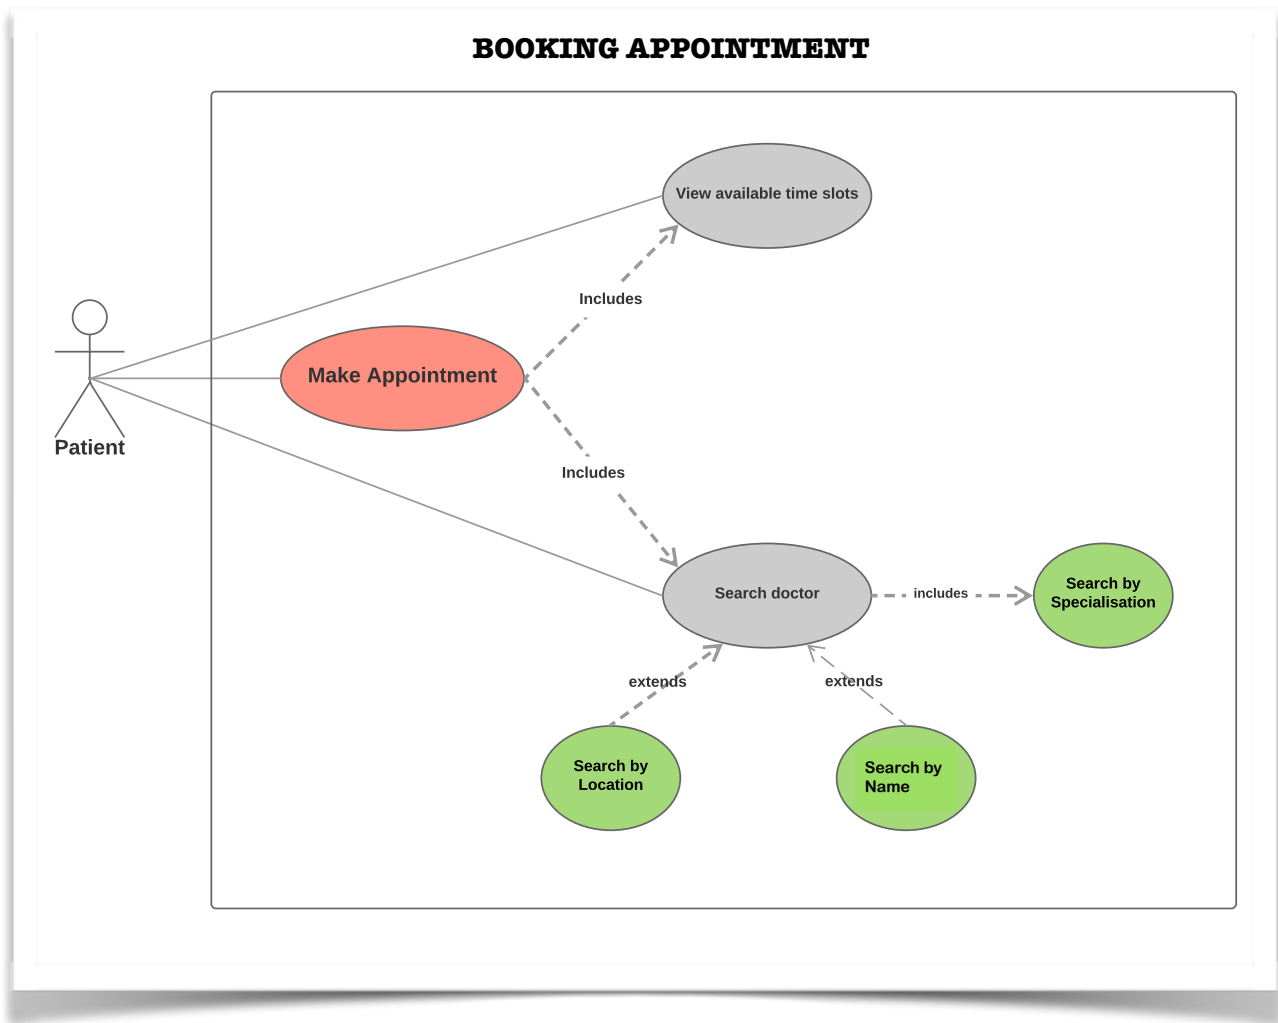 BOOKING APPOINTMENT
View available time slots
Includes
Make Appointment
Patient
Includes
Search doctor
includes
Search by
Specialisation
extends
extends
Search by
Location
Search by
Name